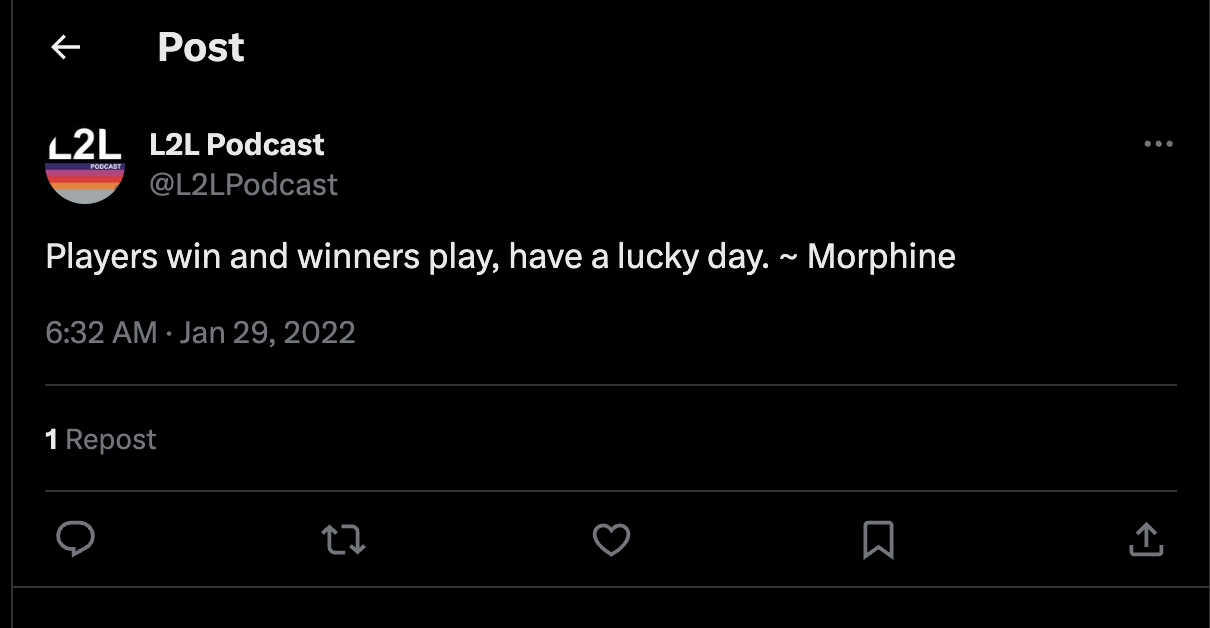 Post
L2L
PODCAST
L2L Podcast
@L2LPodcast
Players win and winners play, have a lucky day. ~ Morphine
6:32 AM · Jan 29, 2022
1 Repost